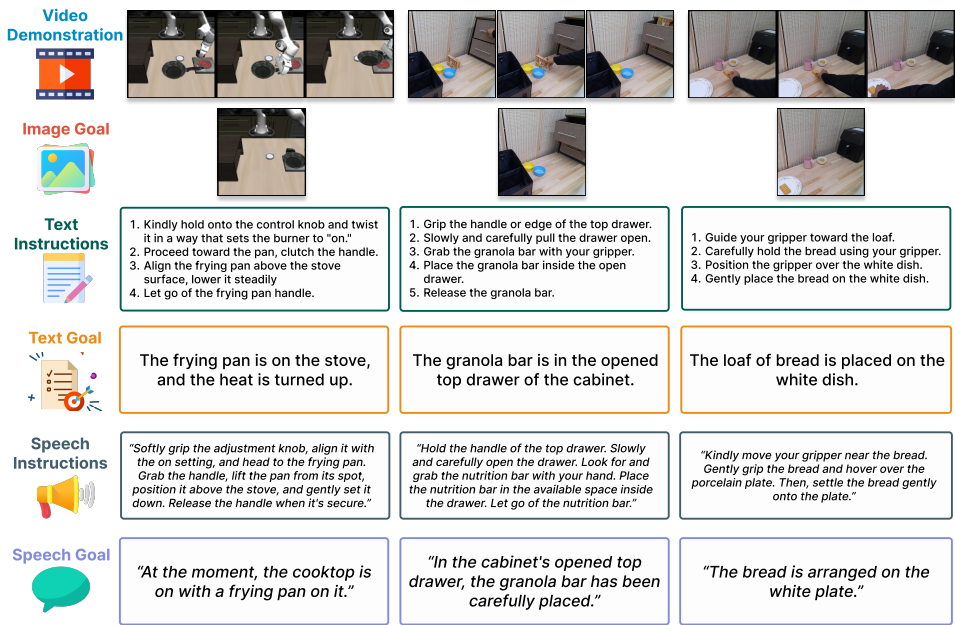 Video
Demonstration
Image Goal
Text
Instructions
1. Kindly hold onto the control knob and twist
it in a way that sets the burner to "on."
2. Proceed toward the pan, clutch the handle.
3. Align the frying pan above the stove
surface, lower it steadily
4. Let go of the frying pan handle.
1. Grip the handle or edge of the top drawer.
2. Slowly and carefully pull the drawer open.
3. Grab the granola bar with your gripper.
4. Place the granola bar inside the open
drawer.
5. Release the granola bar.
1. Guide your gripper toward the loaf.
2. Carefully hold the bread using your gripper.
3. Position the gripper over the white dish.
4. Gently place the bread on the white dish.
Text Goal
The frying pan is on the stove,
and the heat is turned up.
The granola bar is in the opened
top drawer of the cabinet.
The loaf of bread is placed on the
white dish.
Speech
Instructions
“Softly grip the adjustment knob, align it with
the on setting, and head to the frying pan.
Grab the handle, lift the pan from its spot,
position it above the stove, and gently set it
down. Release the handle when it's secure.”
“Hold the handle of the top drawer. Slowly
and carefully open the drawer. Look for and
grab the nutrition bar with your hand. Place
the nutrition bar in the available space inside
the drawer. Let go of the nutrition bar.”
“Kindly move your gripper near the bread.
Gently grip the bread and hover over the
porcelain plate. Then, settle the bread gently
onto the plate.”
Speech Goal
“At the moment, the cooktop is
on with a frying pan on it.”
“In the cabinet's opened top
drawer, the granola bar has been
carefully placed.”
“The bread is arranged on the
white plate.”